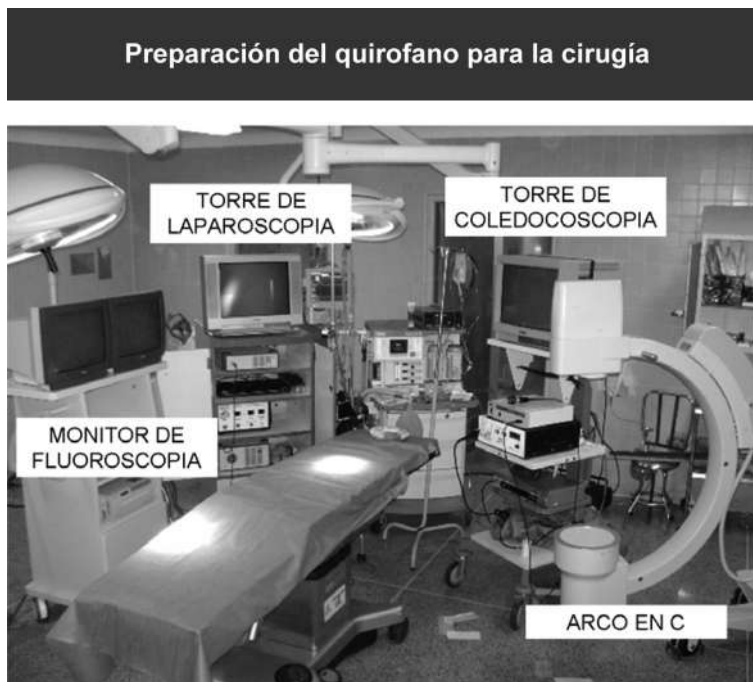 Preparación del quirofano para la cirugía
TORRE DE
LAPAROSCOPIA
TORRE DE
COLEDOCOSCOPIA
MONITOR DE
FLUOROSCOPIA
ARCO EN C